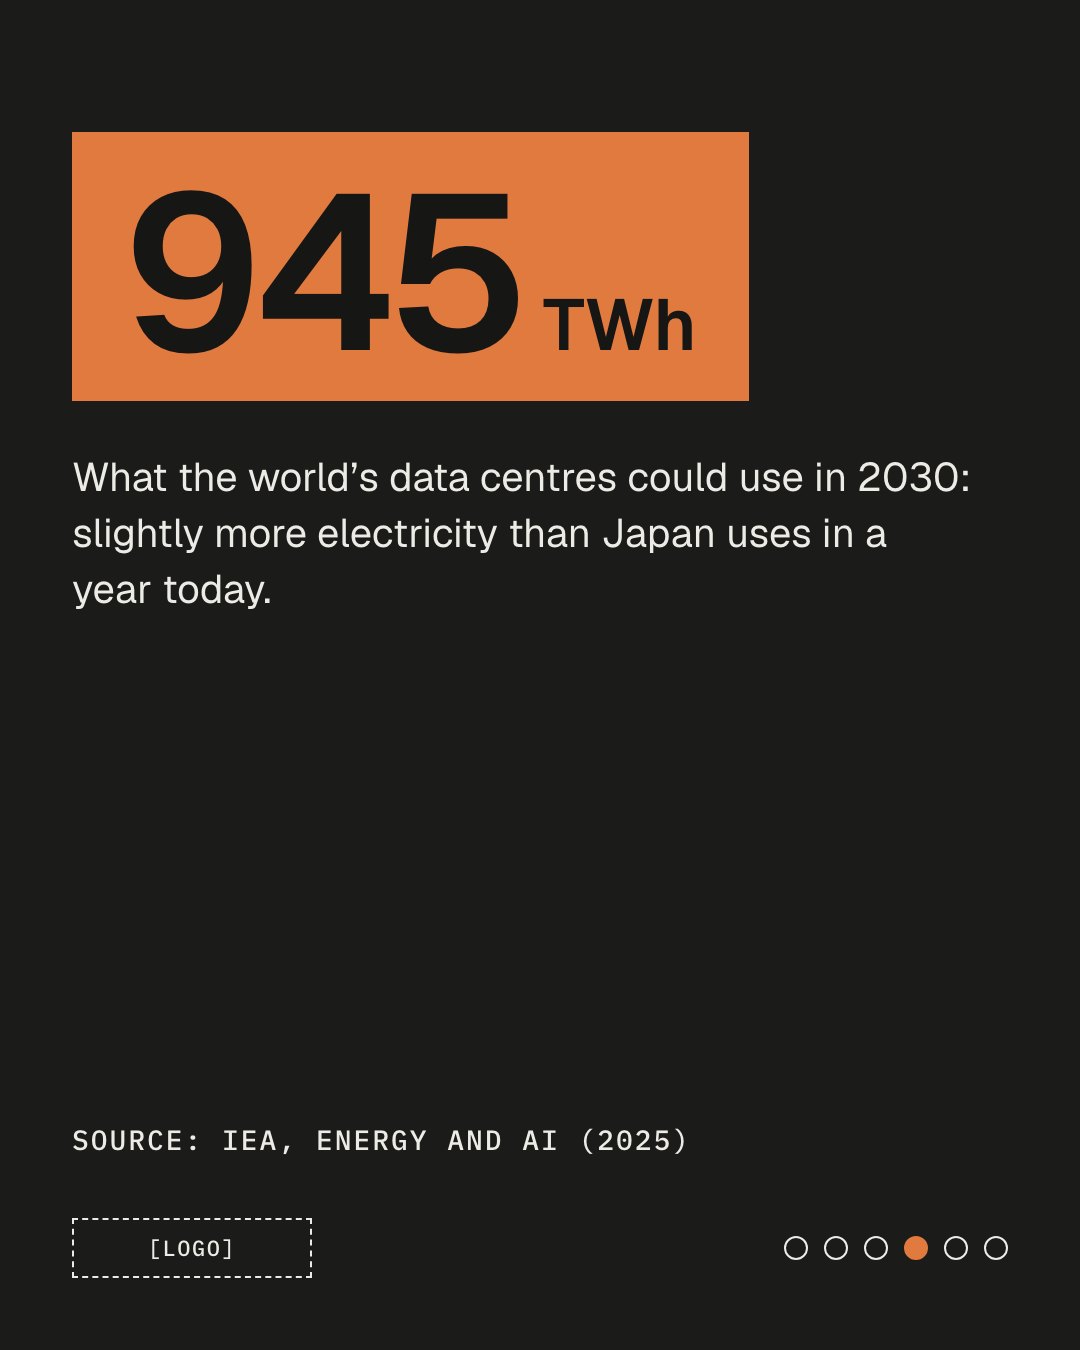 945 TWh
What the world’s data centres could use in 2030:
slightly more electricity than Japan uses in a
year today.
SOURCE: IEA, ENERGY AND AI (2025)
[LOGO]